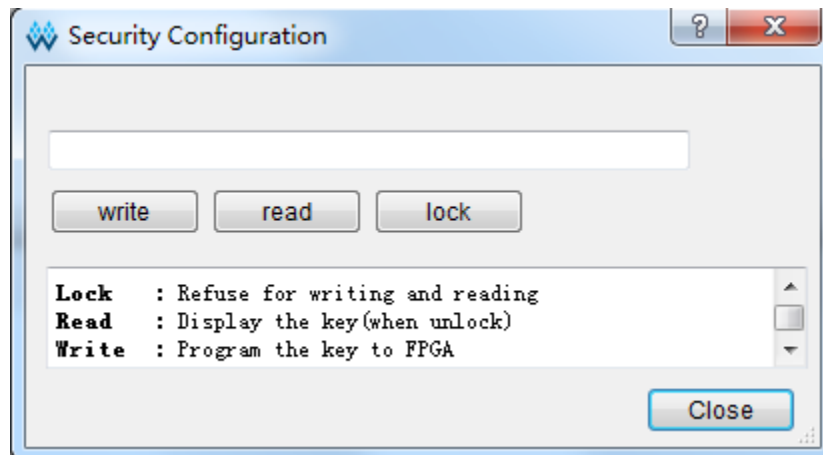 Security Configuration
write read lock
Lock : Refuse for writing and reading
Read : Display the key(when unlock)
Write : Program the key to FPGA
Close